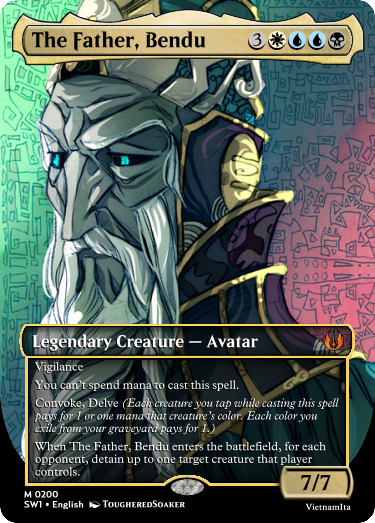 The Father, Bendu 3
Legendary Creature — Avatar
Vigilance
You can't spend mana to cast this spell.
Convoke, Delve (Each creature you tap while casting this spell
pays for 1 or one mana that creature's color. Each color you
exile from your graveyard pays for 1.)
When The Father, Bendu enters the battlefield, for each
opponent, detain up to one target creature that player
controls.
7/7
M 0200
SW1 • English TougheredSoaker
VietnamIta